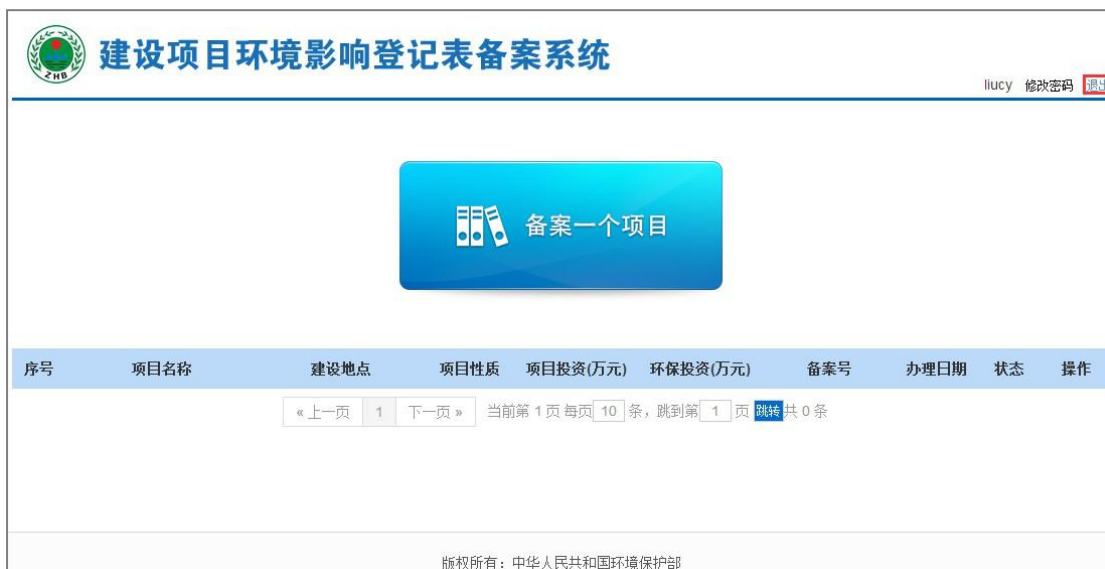 建设项目环境影响登记表备案系统
ZHB
liucy 修改密码 退出
备案一个项目
序号 项目名称 建设地点 项目性质 项目投资(万元) 环保投资(万元) 备案号 办理日期 状态 操作
« 上一页 1 下一页 » 当前第 1 页 每页 10 条，跳到第 1 页 跳转 共 0 条
版权所有：中华人民共和国环境保护部